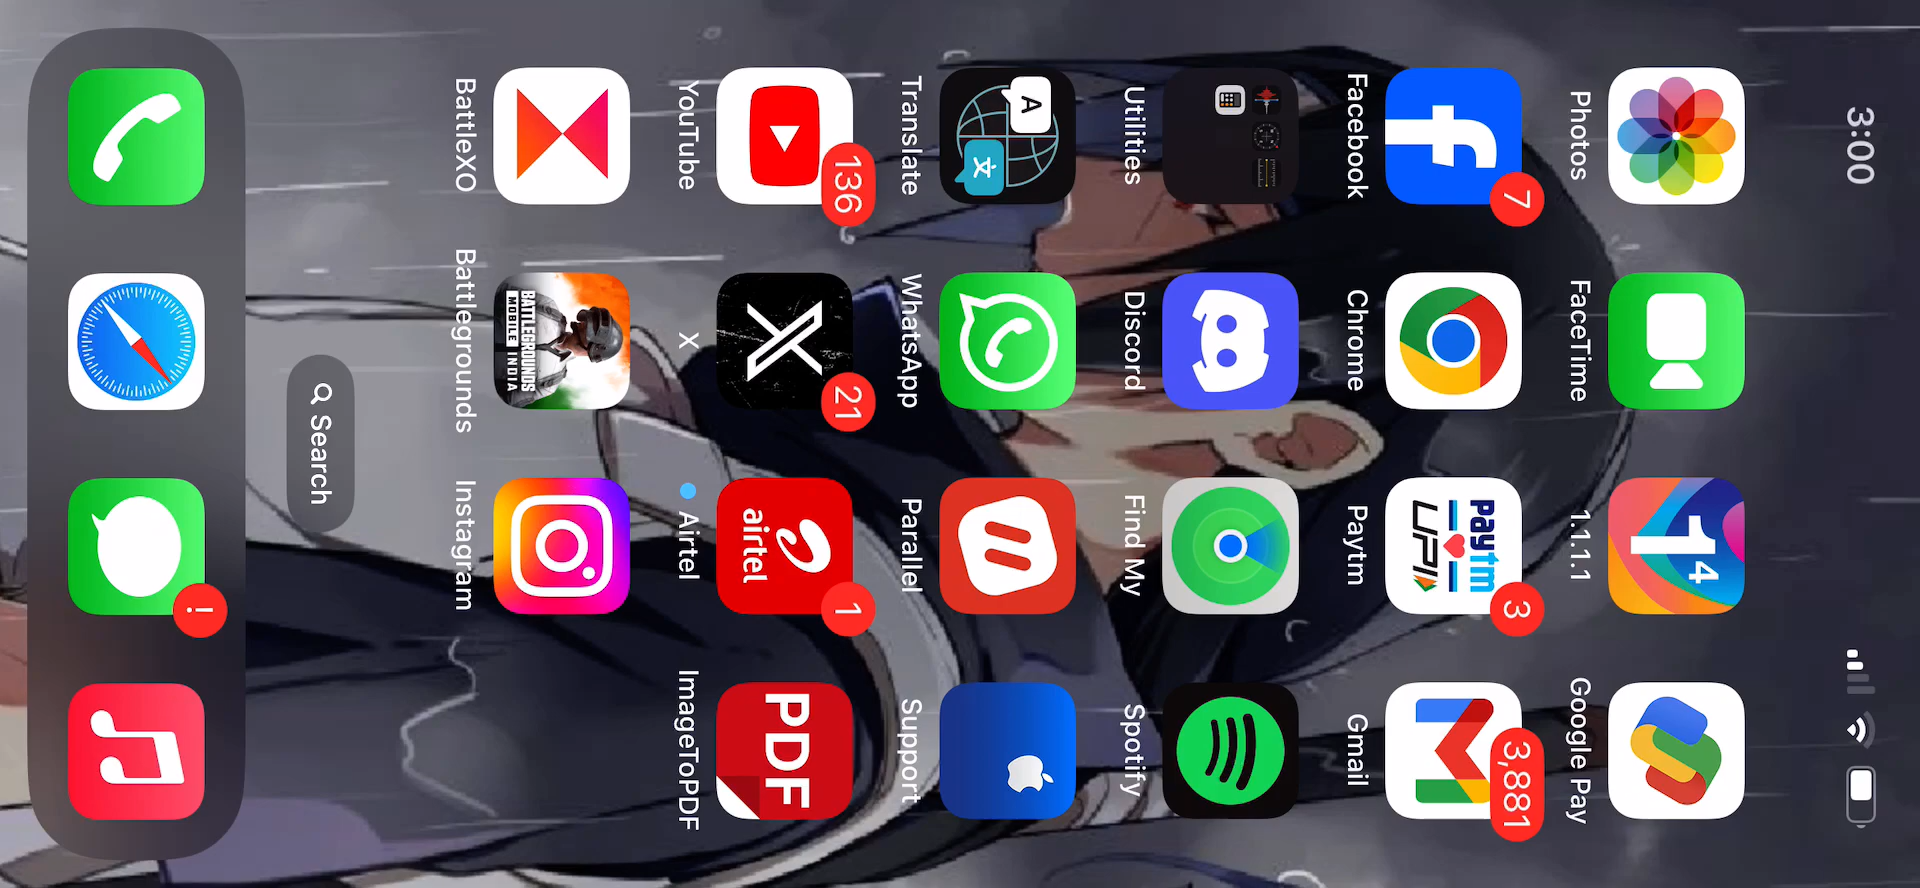 3:00
Photos
FaceTime
1.1.1.1
1⁴
Google Pay
Facebook
7
Chrome
Paytm
paytm
UPI
3
Gmail
3,881
Utilities
Discord
Find My
Spotify
Translate
A
文
WhatsApp
Parallel
Support
YouTube
136
X
21
Airtel
airtel
1
ImageToPDF
PDF
BattleXO
Battlegrounds
BATTLEGROUNDS
MOBILE INDIA
Instagram
Search
!